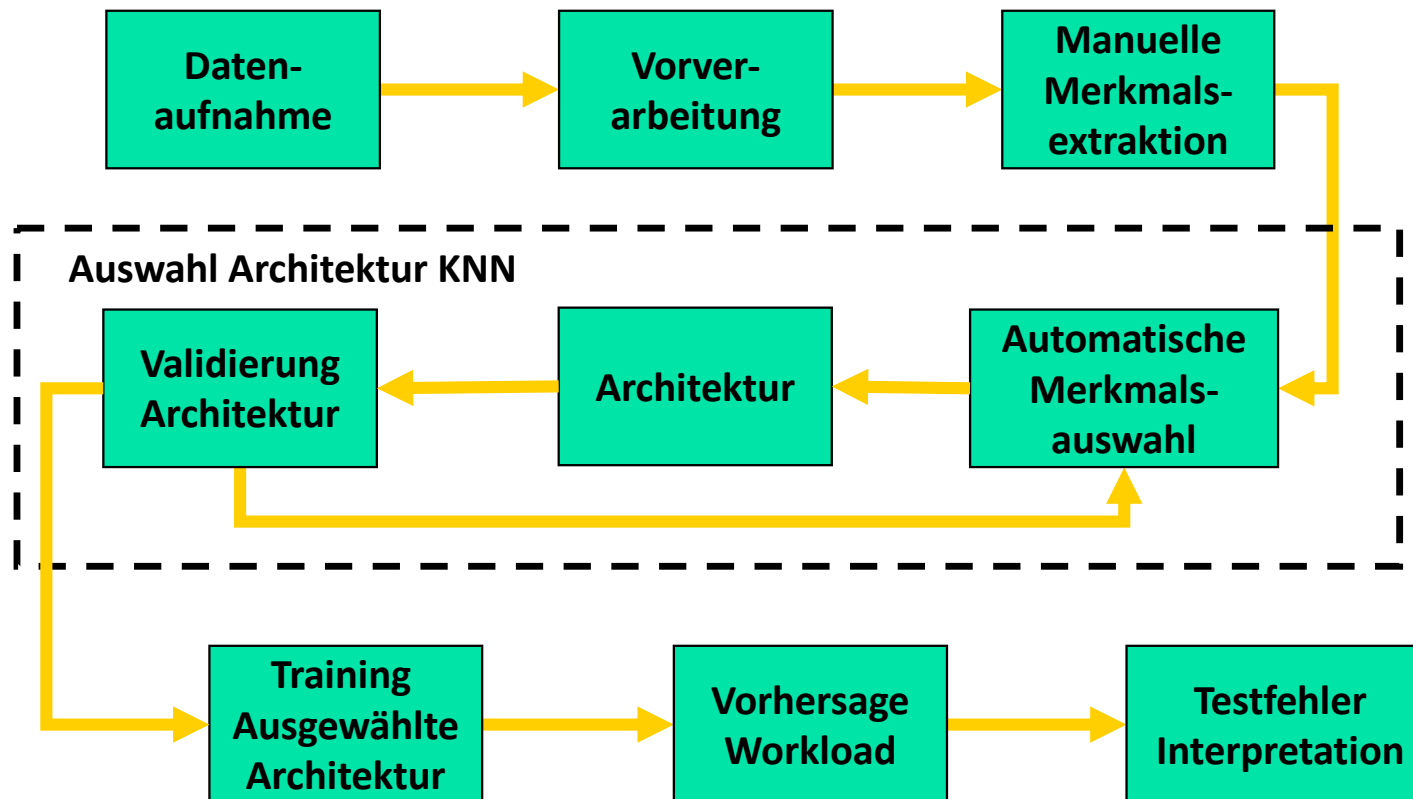 Daten-
aufnahme
Vorver-
arbeitung
Manuelle
Merkmals-
extraktion
Auswahl Architektur KNN
Validierung
Architektur
Architektur
Automatische
Merkmals-
auswahl
Training
Ausgewählte
Architektur
Vorhersage
Workload
Testfehler
Interpretation